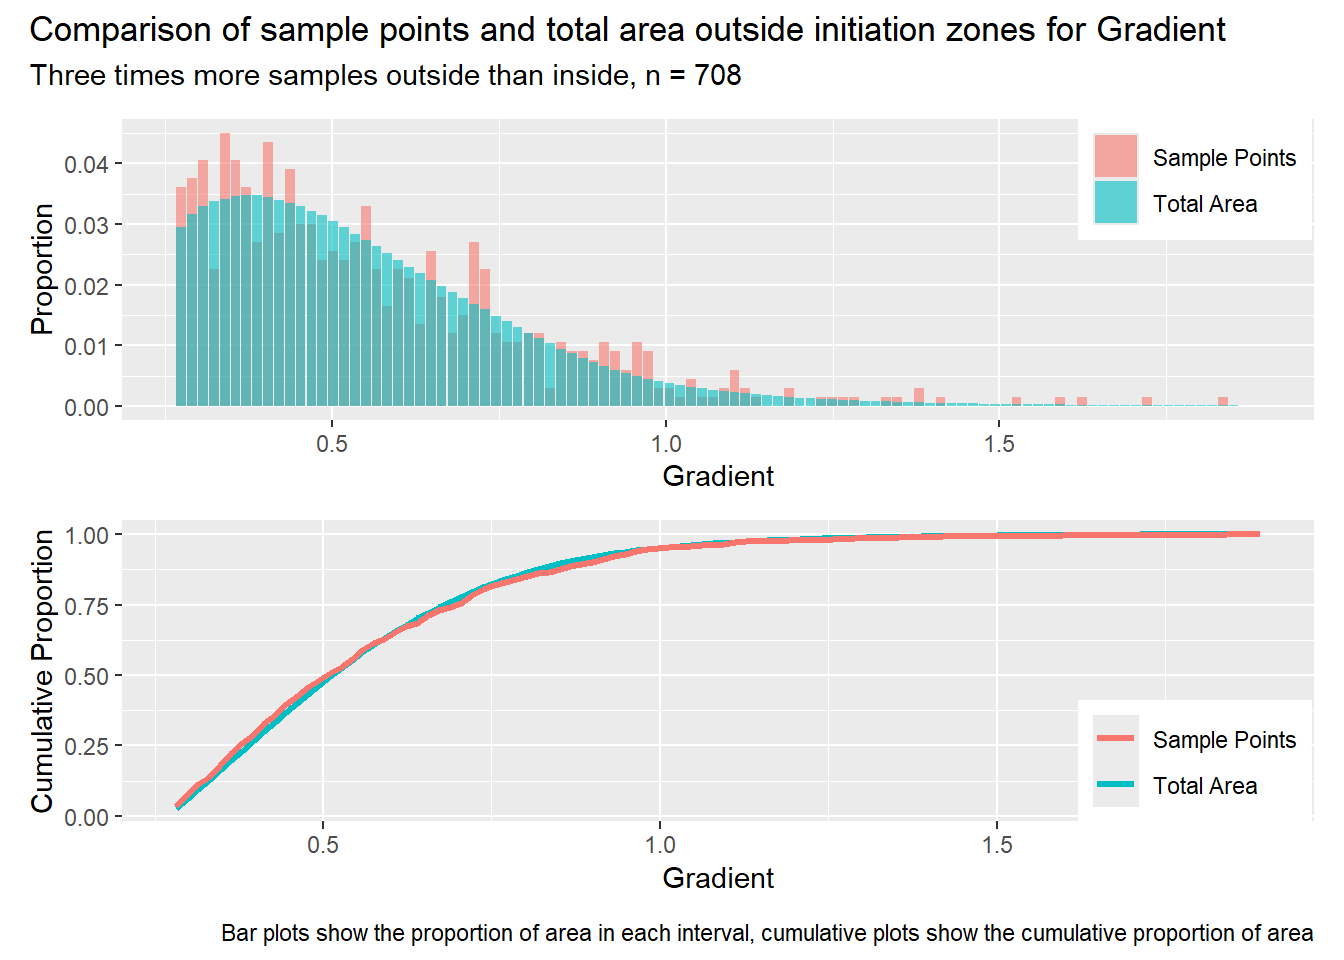 Comparison of sample points and total area outside initiation zones for Gradient
Three times more samples outside than inside, n = 708
Proportion
0.04
0.03
0.02
0.01
0.00
Sample Points
Total Area
0.5
1.0
1.5
Gradient
Cumulative Proportion
1.00
0.75
0.50
0.25
0.00
Sample Points
Total Area
0.5
1.0
1.5
Gradient
Bar plots show the proportion of area in each interval, cumulative plots show the cumulative proportion of area